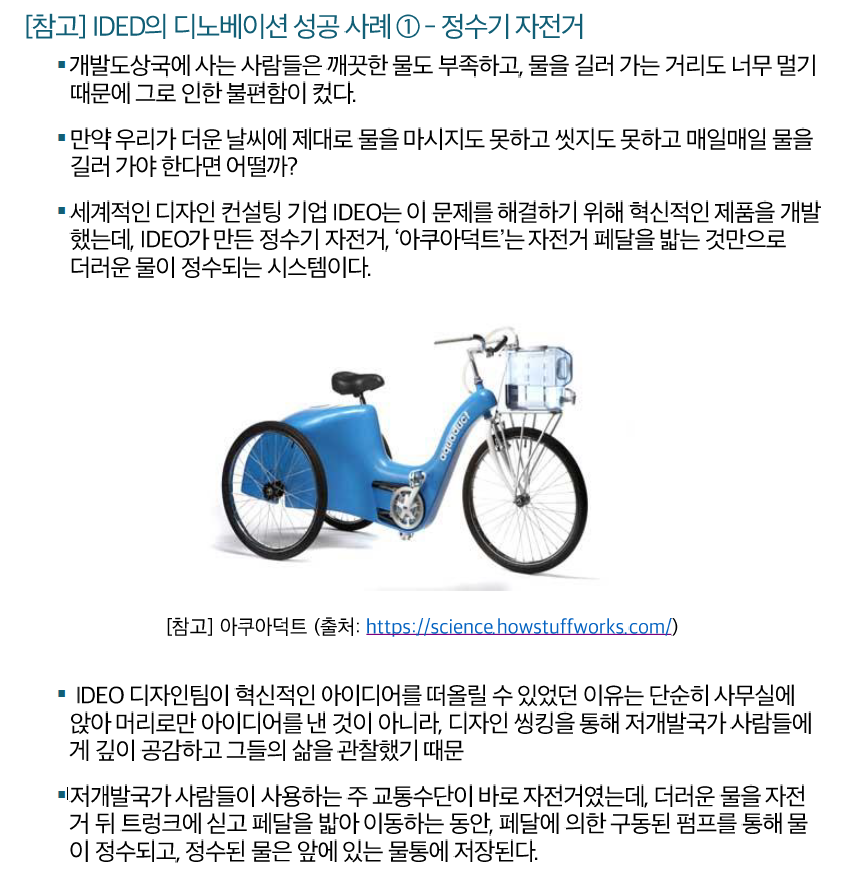 [참고] IDED의 디노베이션 성공 사례 ① - 정수기 자전거
▪ 개발도상국에 사는 사람들은 깨끗한 물도 부족하고, 물을 길러 가는 거리도 너무 멀기
때문에 그로 인한 불편함이 컸다.
▪ 만약 우리가 더운 날씨에 제대로 물을 마시지도 못하고 씻지도 못하고 매일매일 물을
길러 가야 한다면 어떨까?
▪ 세계적인 디자인 컨설팅 기업 IDEO는 이 문제를 해결하기 위해 혁신적인 제품을 개발
했는데, IDEO가 만든 정수기 자전거, ‘아쿠아덕트’는 자전거 페달을 밟는 것만으로
더러운 물이 정수되는 시스템이다.
aquaduct
[참고] 아쿠아덕트 (출처: https://science.howstuffworks.com/)
▪ IDEO 디자인팀이 혁신적인 아이디어를 떠올릴 수 있었던 이유는 단순히 사무실에
앉아 머리로만 아이디어를 낸 것이 아니라, 디자인 씽킹을 통해 저개발국가 사람들에
게 깊이 공감하고 그들의 삶을 관찰했기 때문
▪ 저개발국가 사람들이 사용하는 주 교통수단이 바로 자전거였는데, 더러운 물을 자전
거 뒤 트렁크에 싣고 페달을 밟아 이동하는 동안, 페달에 의한 구동된 펌프를 통해 물
이 정수되고, 정수된 물은 앞에 있는 물통에 저장된다.